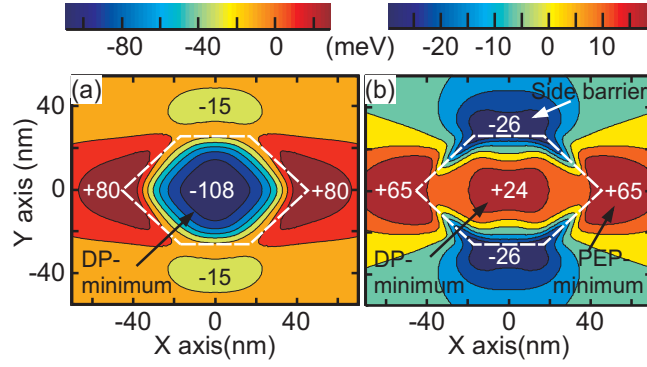 -80 -40 0 (meV) -20 -10 0 10
(a) (b)
40 -15 Side barrier
-26
Y axis (nm)
0 +80 -108 +80 +65 +24 +65
DP-minimum DP-minimum PEP-minimum
-40 -15 -26
-40 0 40 -40 0 40
X axis(nm) X axis(nm)